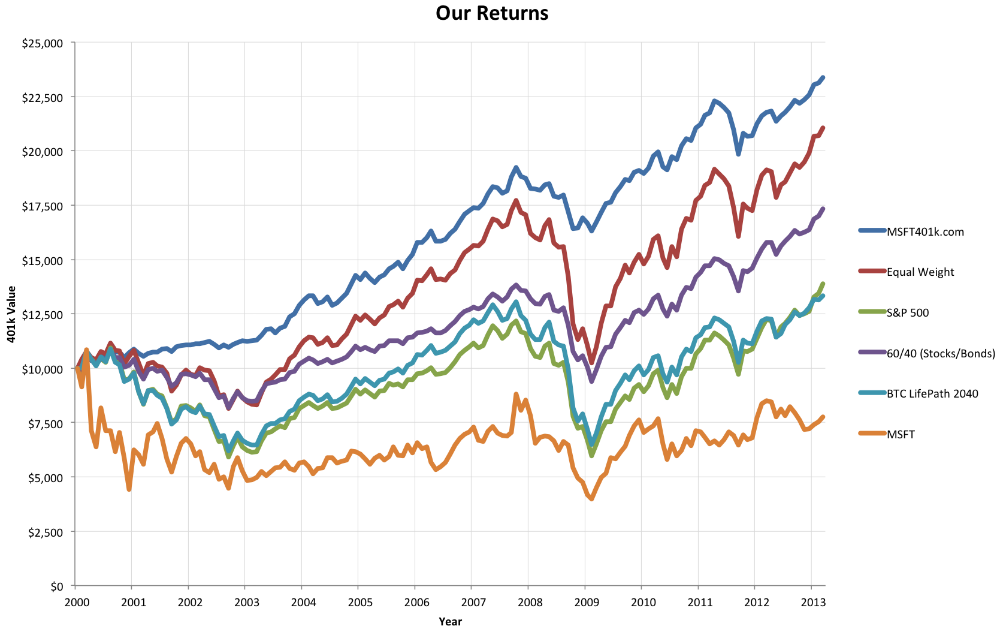 Our Returns
$25,000
$22,500
$20,000
$17,500
$15,000
$12,500
$10,000
$7,500
$5,000
$2,500
$0
401k Value
2000 2001 2002 2003 2004 2005 2006 2007 2008 2009 2010 2011 2012 2013
Year
MSFT401k.com
Equal Weight
S&P 500
60/40 (Stocks/Bonds)
BTC LifePath 2040
MSFT